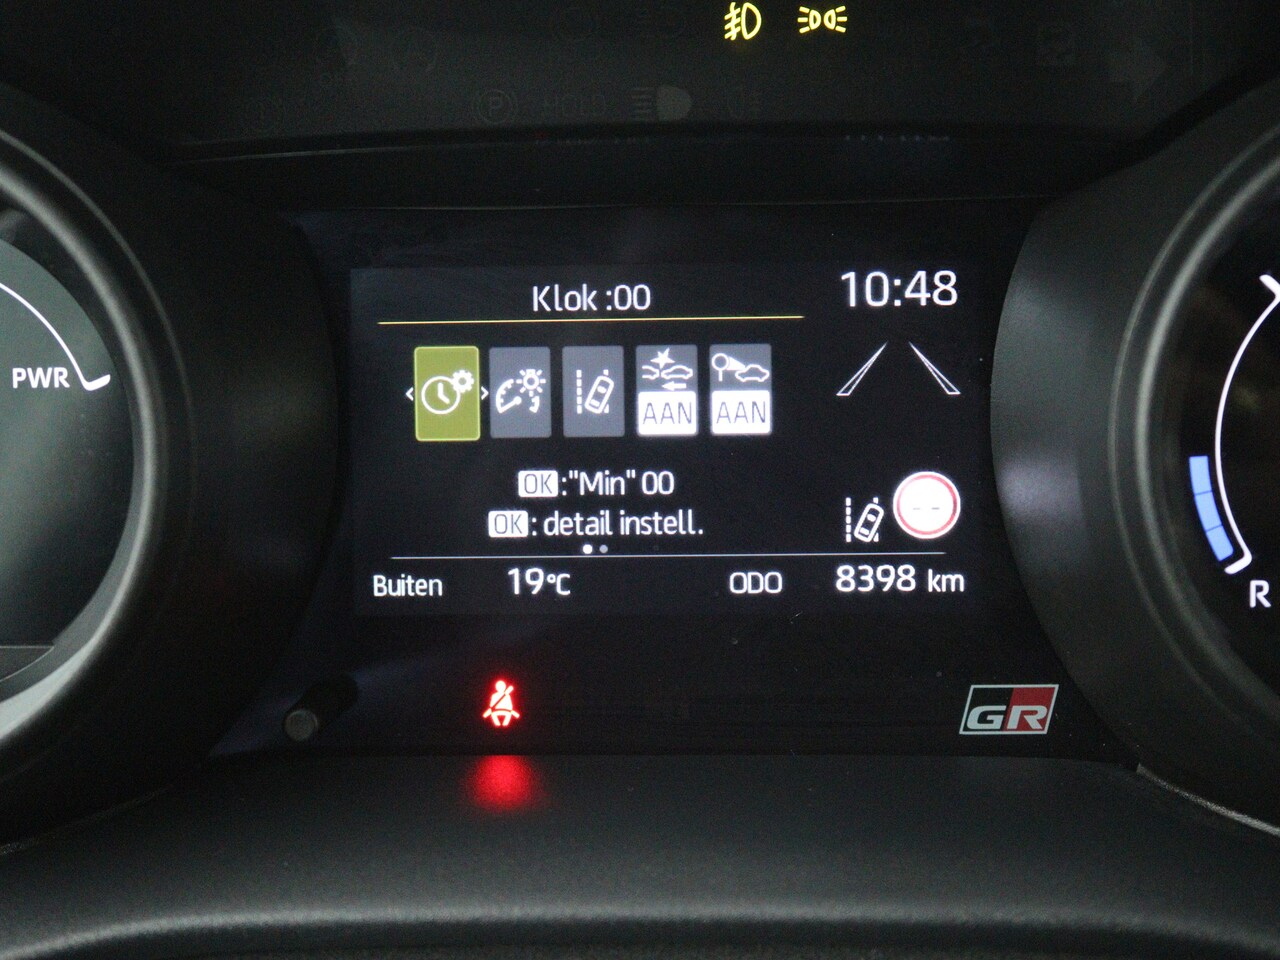 HOLD
Klok :00
10:48
PWR
AAN
AAN
OK :"Min" 00
OK : detail instell.
--
Buiten 19°C ODO 8398 km
R
GR